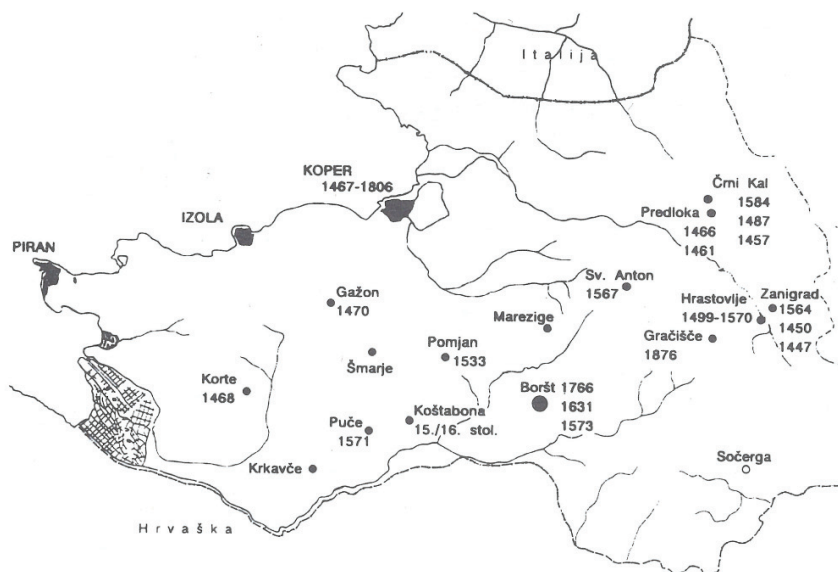 Italija
KOPER
1467-1806
IZOLA
PIRAN
Črni Kal
1584
1487
1457
Predloka
1466
1461
Sv. Anton
1567
Gažon
1470
Marezige
Hrastovlje
1499-1570
Zanigrad
1564
1450
1447
Gračišče
1876
Pomjan
1533
Šmarje
Korte
1468
Boršt 1766
1631
1573
Koštabona
15./16. stol.
Puče
1571
Krkavče
Sočerga
Hrvaška